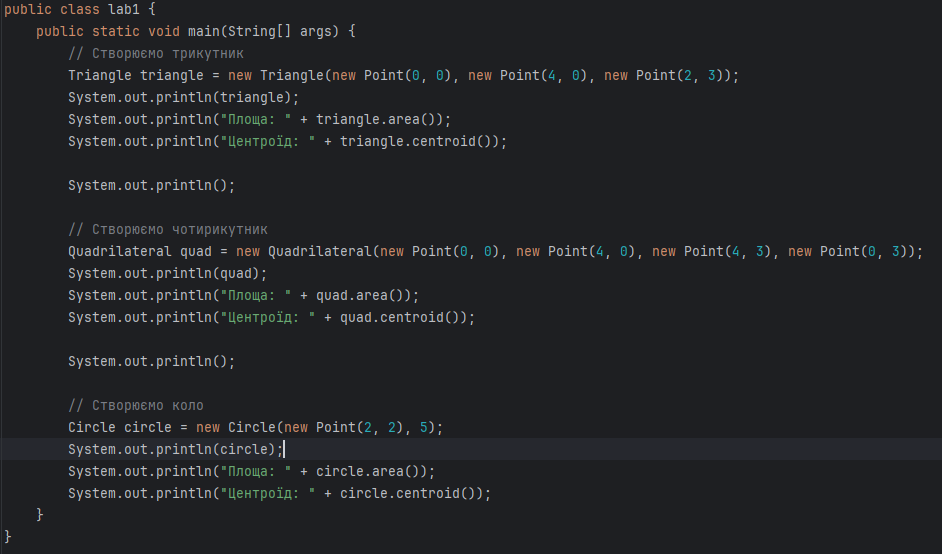 public class lab1 {
    public static void main(String[] args) {
        // Створюємо трикутник
        Triangle triangle = new Triangle(new Point(0, 0), new Point(4, 0), new Point(2, 3));
        System.out.println(triangle);
        System.out.println("Площа: " + triangle.area());
        System.out.println("Центроїд: " + triangle.centroid());

        System.out.println();

        // Створюємо чотирикутник
        Quadrilateral quad = new Quadrilateral(new Point(0, 0), new Point(4, 0), new Point(4, 3), new Point(0, 3));
        System.out.println(quad);
        System.out.println("Площа: " + quad.area());
        System.out.println("Центроїд: " + quad.centroid());

        System.out.println();

        // Створюємо коло
        Circle circle = new Circle(new Point(2, 2), 5);
        System.out.println(circle);
        System.out.println("Площа: " + circle.area());
        System.out.println("Центроїд: " + circle.centroid());
    }
}